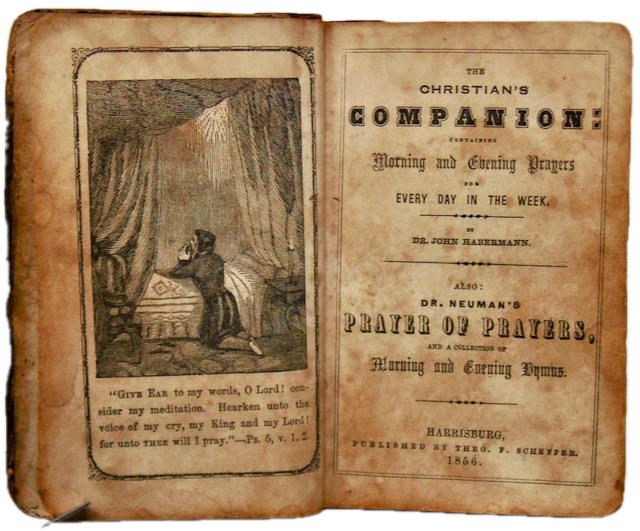 "GIVE EAR to my words, O Lord! con-
sider my meditation. Hearken unto the
voice of my cry, my King and my Lord!
for unto THEE will I pray."—Ps. 5, v. 1. 2.
THE
CHRISTIAN'S
COMPANION:
CONTAINING
Morning and Evening Prayers
FOR
EVERY DAY IN THE WEEK.
BY
DR. JOHN HABERMANN.
ALSO:
DR. NEUMAN'S
PRAYER OF PRAYERS,
AND A COLLECTION OF
Morning and Evening Hymns.
HARRISBURG,
PUBLISHED BY THEO. F. SCHEFFER.
1856.